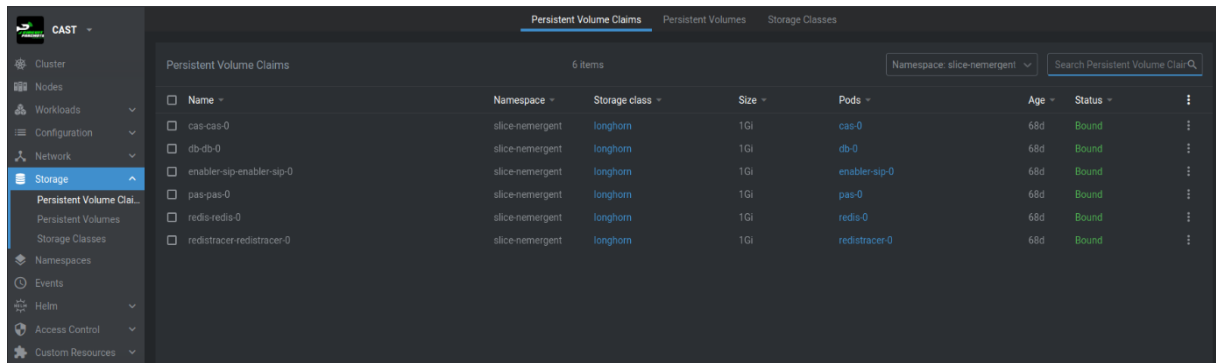 CAST
Persistent Volume Claims Persistent Volumes Storage Classes
Cluster
Nodes
Workloads
Configuration
Network
Storage
Persistent Volume Clai...
Persistent Volumes
Storage Classes
Namespaces
Events
Helm
Access Control
Custom Resources
Persistent Volume Claims 6 items Namespace: slice-nemergent Search Persistent Volume Clair
Name Namespace Storage class Size Pods Age Status
cas-cas-0 slice-nemergent longhorn 1Gi cas-0 68d Bound
db-db-0 slice-nemergent longhorn 1Gi db-0 68d Bound
enabler-sip-enabler-sip-0 slice-nemergent longhorn 1Gi enabler-sip-0 68d Bound
pas-pas-0 slice-nemergent longhorn 1Gi pas-0 68d Bound
redis-redis-0 slice-nemergent longhorn 1Gi redis-0 68d Bound
redistracer-redistracer-0 slice-nemergent longhorn 1Gi redistracer-0 68d Bound